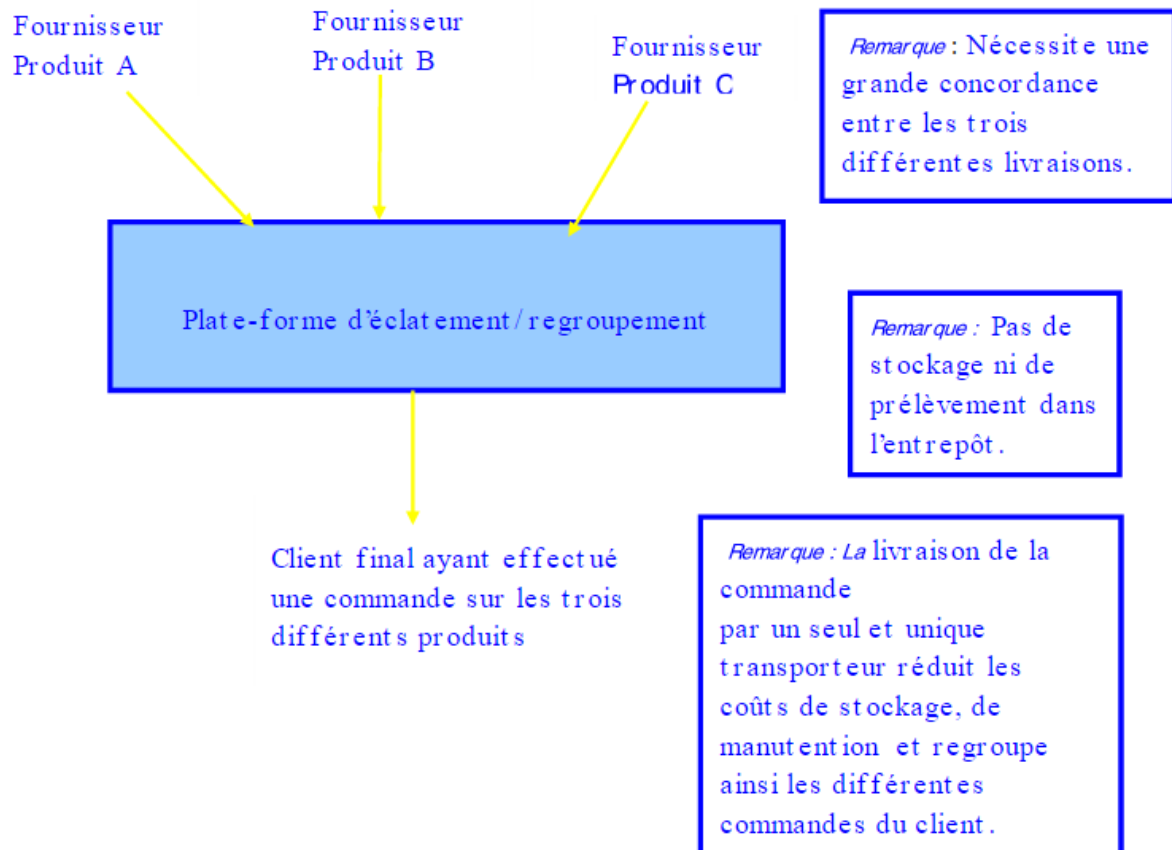 Fournisseur
Produit A
Fournisseur
Produit B
Fournisseur
Produit C
Remarque : Nécessite une
grande concordance
entre les trois
différentes livraisons.
Plate-forme d'éclatement/regroupement
Remarque : Pas de
stockage ni de
prélèvement dans
l'entrepôt.
Client final ayant effectué
une commande sur les trois
différents produits
Remarque : La livraison de la
commande
par un seul et unique
transporteur réduit les
coûts de stockage, de
manutention et regroupe
ainsi les différentes
commandes du client.